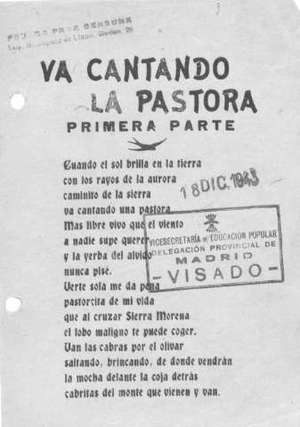 VA CANTANDO
LA PASTORA
PRIMERA PARTE
Cuando el sol brilla en la tierra
con los rayos de la aurora
caminito de la sierra
va cantando una pastora
Mas libre vivo que el viento
a nadie supe querer
y la yerba del alvido
nunca pisé.
Verte sola me da pena
pastorcita de mi vida
que al cruzar Sierra Morena
el lobo maligno te puede coger.
Van las cabras por el olivar
saltando, brincando, de donde vendrán
la mocha delante la coja detrás
cabritas del monte que vienen y van.
18 DIC. 1943
VICESECRETARÍA DE EDUCACIÓN POPULAR
DELEGACIÓN PROVINCIAL DE
MADRID
- VISADO -